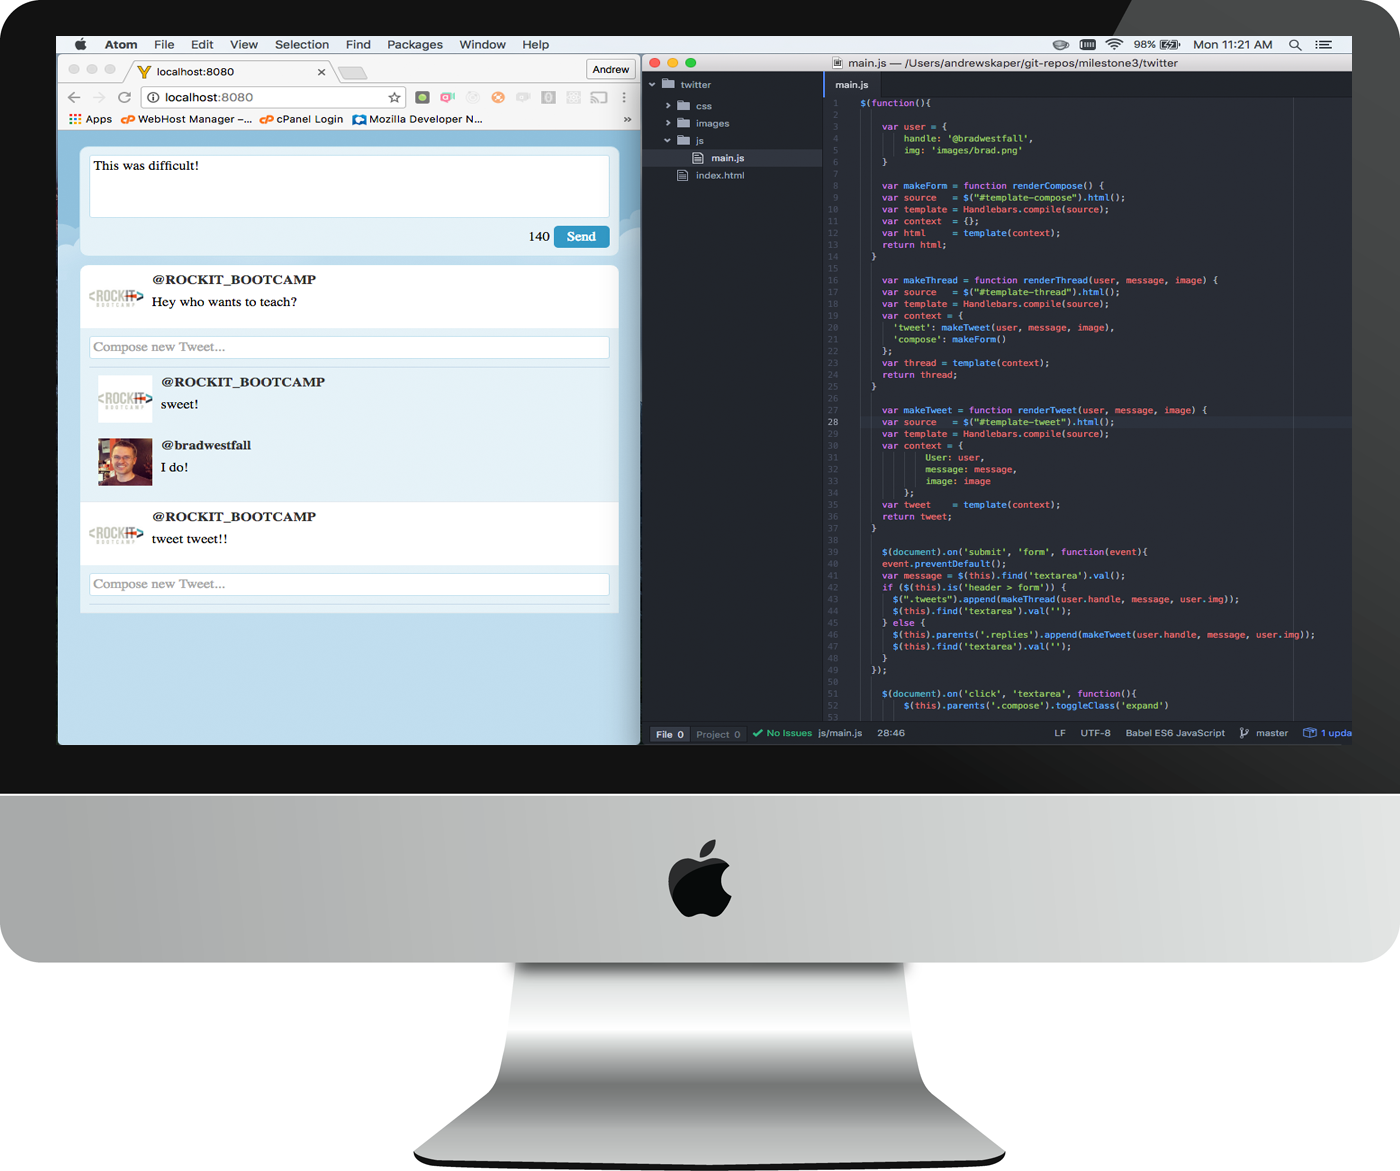 Atom File Edit View Selection Find Packages Window Help
98% Mon 11:21 AM
localhost:8080
Andrew
localhost:8080
Apps WebHost Manager –... cPanel Login Mozilla Developer N... »
This was difficult!
140 Send
@ROCKIT_BOOTCAMP
<ROCKIT>
BOOTCAMP
Hey who wants to teach?
Compose new Tweet...
@ROCKIT_BOOTCAMP
<ROCKIT>
BOOTCAMP
sweet!
@bradwestfall
I do!
@ROCKIT_BOOTCAMP
<ROCKIT>
BOOTCAMP
tweet tweet!!
Compose new Tweet...
main.js — /Users/andrewskaper/git-repos/milestone3/twitter
twitter
css
images
js
main.js
index.html
main.js
1 $(function(){
2
3 var user = {
4 handle: '@bradwestfall',
5 img: 'images/brad.png'
6 }
7
8 var makeForm = function renderCompose() {
9 var source = $("#template-compose").html();
10 var template = Handlebars.compile(source);
11 var context = {};
12 var html = template(context);
13 return html;
14 }
15
16 var makeThread = function renderThread(user, message, image) {
17 var source = $("#template-thread").html();
18 var template = Handlebars.compile(source);
19 var context = {
20 'tweet': makeTweet(user, message, image),
21 'compose': makeForm()
22 };
23 var thread = template(context);
24 return thread;
25 }
26
27 var makeTweet = function renderTweet(user, message, image) {
28 var source = $("#template-tweet").html();
29 var template = Handlebars.compile(source);
30 var context = {
31 User: user,
32 message: message,
33 image: image
34 };
35 var tweet = template(context);
36 return tweet;
37 }
38
39 $(document).on('submit', 'form', function(event){
40 event.preventDefault();
41 var message = $(this).find('textarea').val();
42 if ($(this).is('header > form')) {
43 $(".tweets").append(makeThread(user.handle, message, user.img));
44 $(this).find('textarea').val('');
45 } else {
46 $(this).parents('.replies').append(makeTweet(user.handle, message, user.img));
47 $(this).find('textarea').val('');
48 }
49 });
50
51 $(document).on('click', 'textarea', function(){
52 $(this).parents('.compose').toggleClass('expand')
53
File 0 Project 0 No Issues js/main.js 28:46 LF UTF-8 Babel ES6 JavaScript master 1 upda